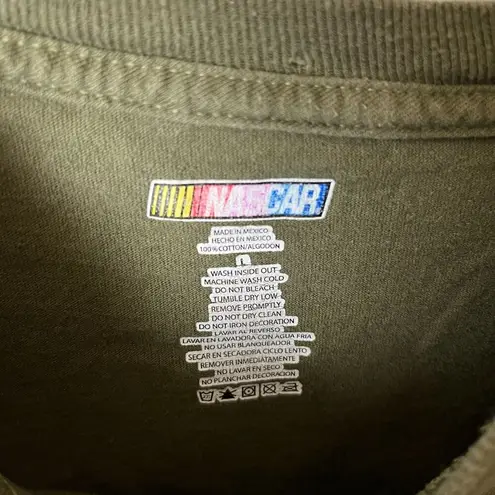 NASCAR
MADE IN MEXICO
HECHO EN MEXICO
100% COTTON/ALGODON
L
WASH INSIDE OUT
MACHINE WASH COLD
DO NOT BLEACH
TUMBLE DRY LOW
REMOVE PROMPTLY
DO NOT DRY CLEAN
DO NOT IRON DECORATION
LAVAR AL REVERSO
LAVAR EN LAVADORA CON AGUA FRIA
NO USAR BLANQUEADOR
SECAR EN SECADORA CICLO LENTO
REMOVER INMEDIATAMENTE
NO LAVAR EN SECO
NO PLANCHAR DECORACIÓN